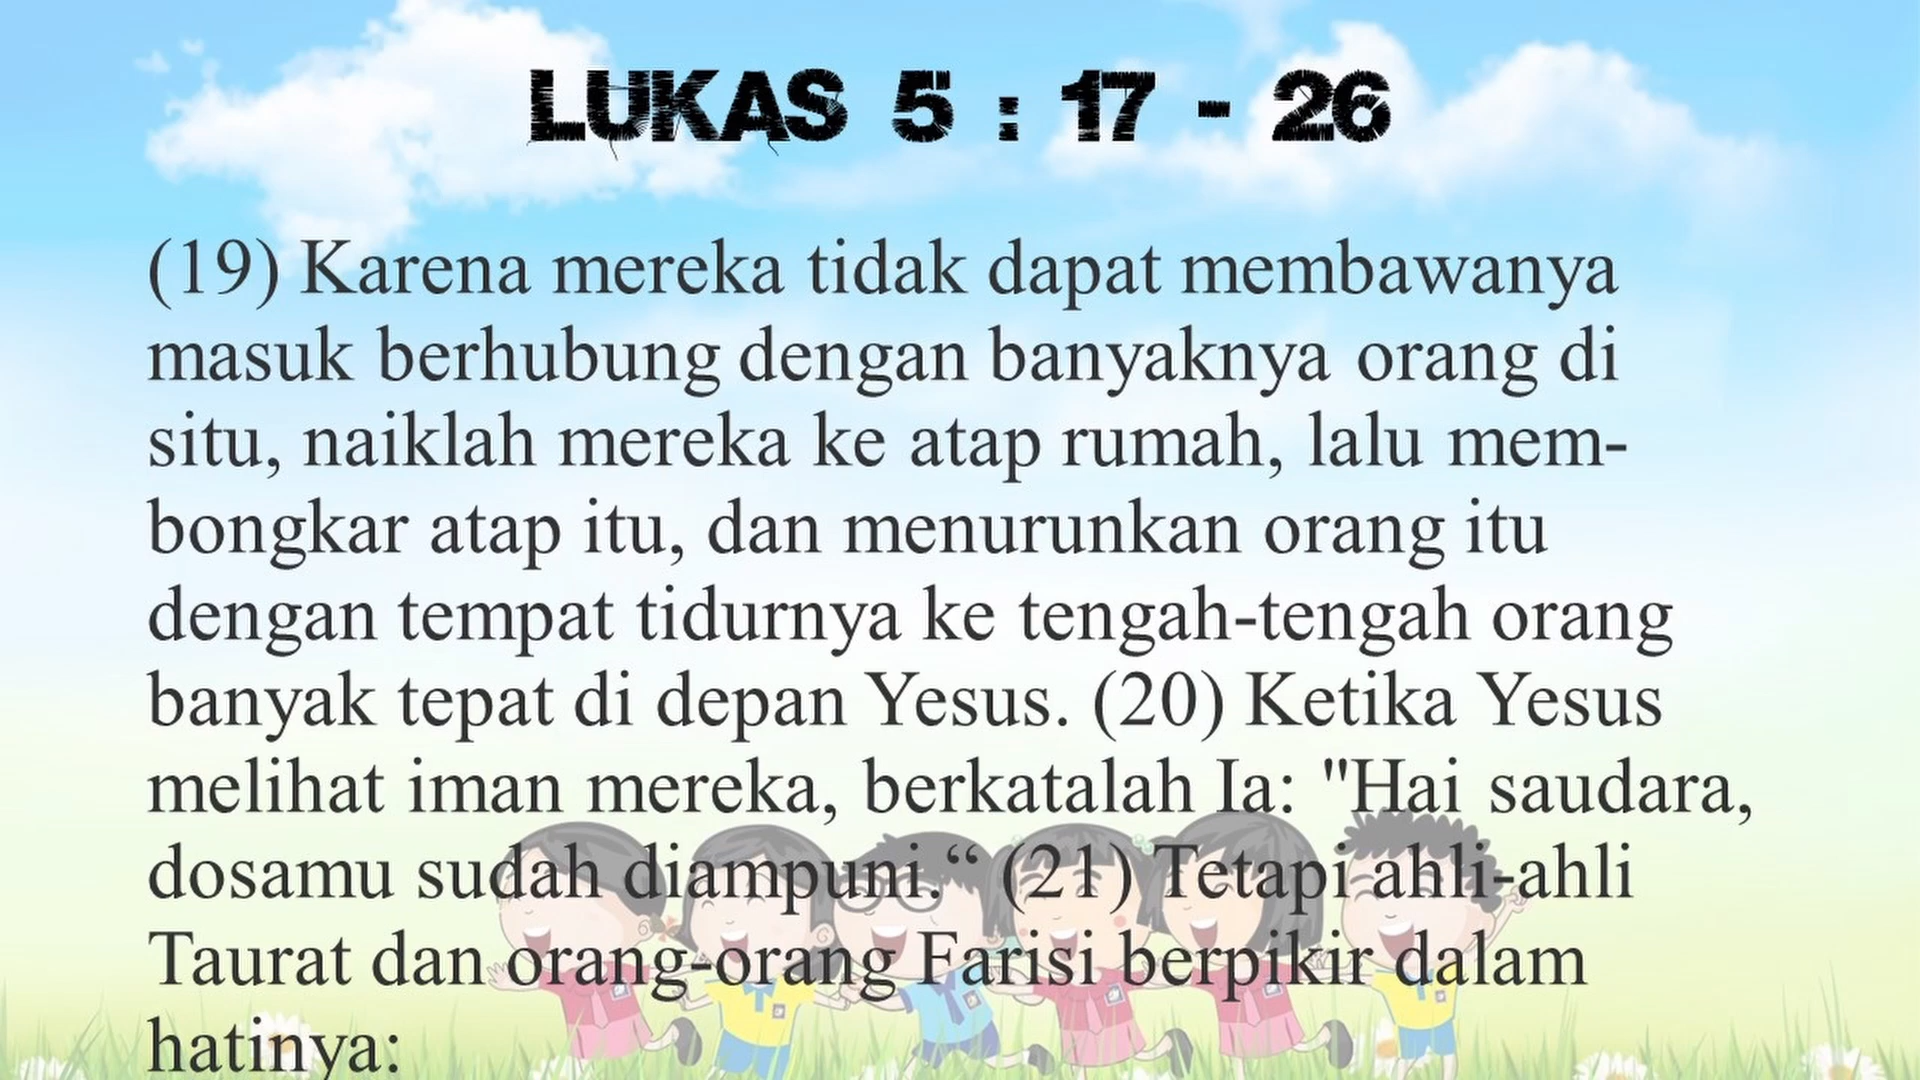 LUKAS 5 : 17 - 26
(19) Karena mereka tidak dapat membawanya
masuk berhubung dengan banyaknya orang di
situ, naiklah mereka ke atap rumah, lalu mem-
bongkar atap itu, dan menurunkan orang itu
dengan tempat tidurnya ke tengah-tengah orang
banyak tepat di depan Yesus. (20) Ketika Yesus
melihat iman mereka, berkatalah Ia: "Hai saudara,
dosamu sudah diampuni.“ (21) Tetapi ahli-ahli
Taurat dan orang-orang Farisi berpikir dalam
hatinya: